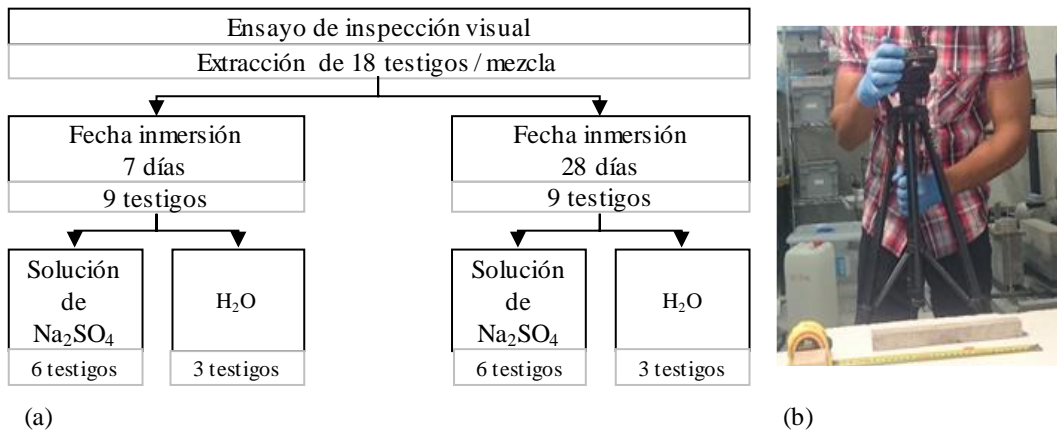 Ensayo de inspección visual
Extracción de 18 testigos / mezcla
Fecha inmersión
7 días
9 testigos
Fecha inmersión
28 días
9 testigos
Solución
de
Na₂SO₄
6 testigos
H₂O
3 testigos
Solución
de
Na₂SO₄
6 testigos
H₂O
3 testigos
(a)
(b)